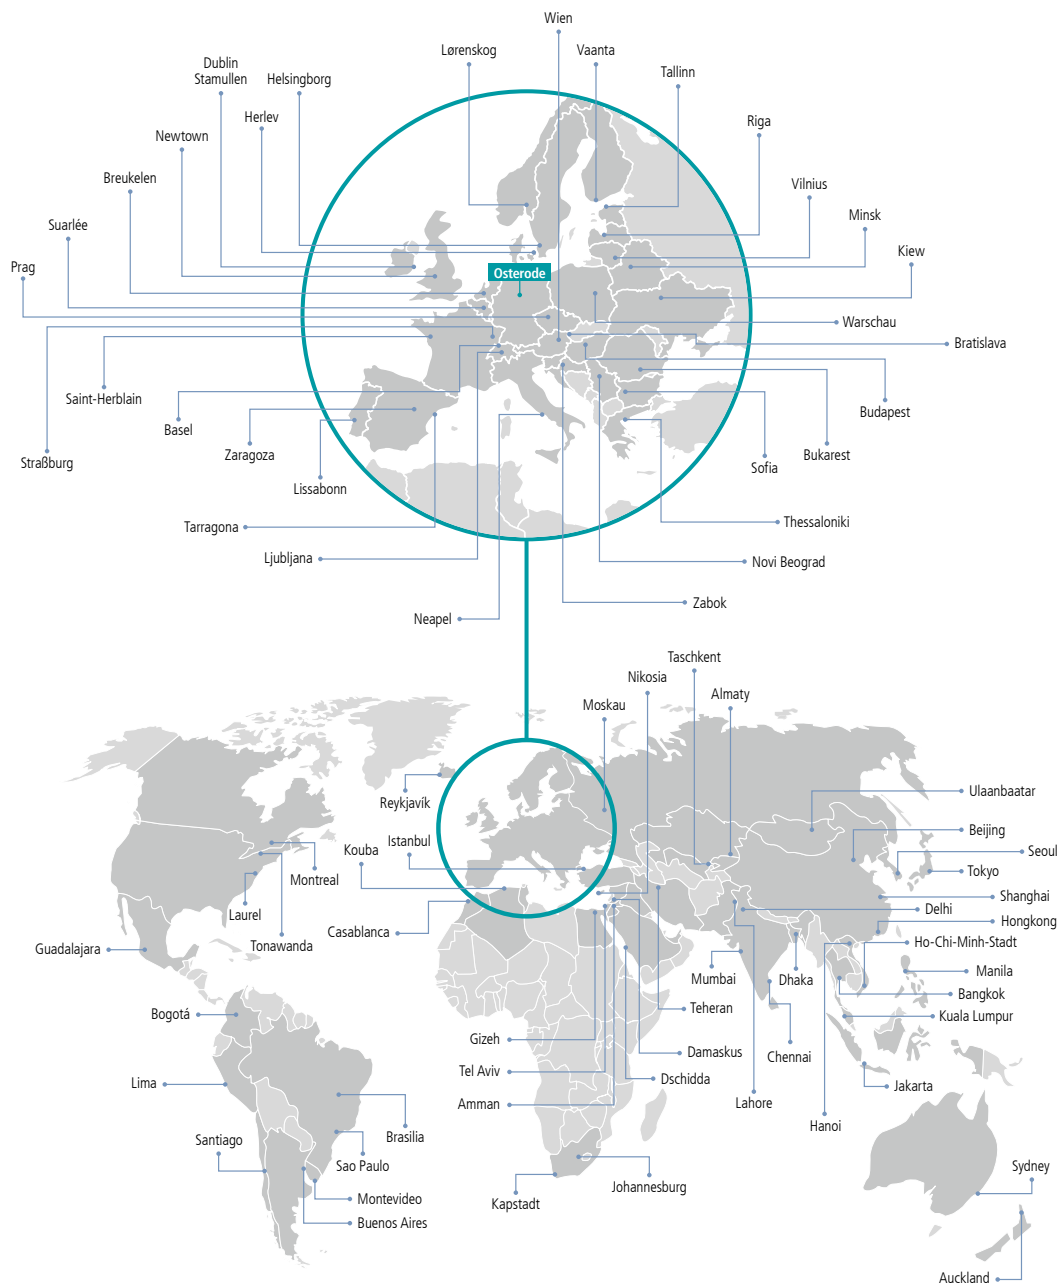 Wien
Lørenskog
Vaanta
Dublin
Stamullen
Helsingborg
Tallinn
Herlev
Riga
Newtown
Breukelen
Vilnius
Minsk
Suarlée
Kiew
Prag
Osterode
Warschau
Bratislava
Saint-Herblain
Budapest
Basel
Zaragoza
Bukarest
Straßburg
Sofia
Lissabonn
Tarragona
Thessaloniki
Ljubljana
Novi Beograd
Zabok
Neapel
Taschkent
Nikosia
Almaty
Moskau
Reykjavík
Ulaanbaatar
Beijing
Istanbul
Kouba
Seoul
Montreal
Tokyo
Shanghai
Laurel
Delhi
Hongkong
Casablanca
Tonawanda
Ho-Chi-Minh-Stadt
Guadalajara
Manila
Mumbai
Dhaka
Bangkok
Teheran
Bogotá
Kuala Lumpur
Gizeh
Damaskus
Chennai
Tel Aviv
Dschidda
Lima
Jakarta
Amman
Lahore
Hanoi
Brasilia
Santiago
Sao Paulo
Sydney
Johannesburg
Montevideo
Kapstadt
Buenos Aires
Auckland